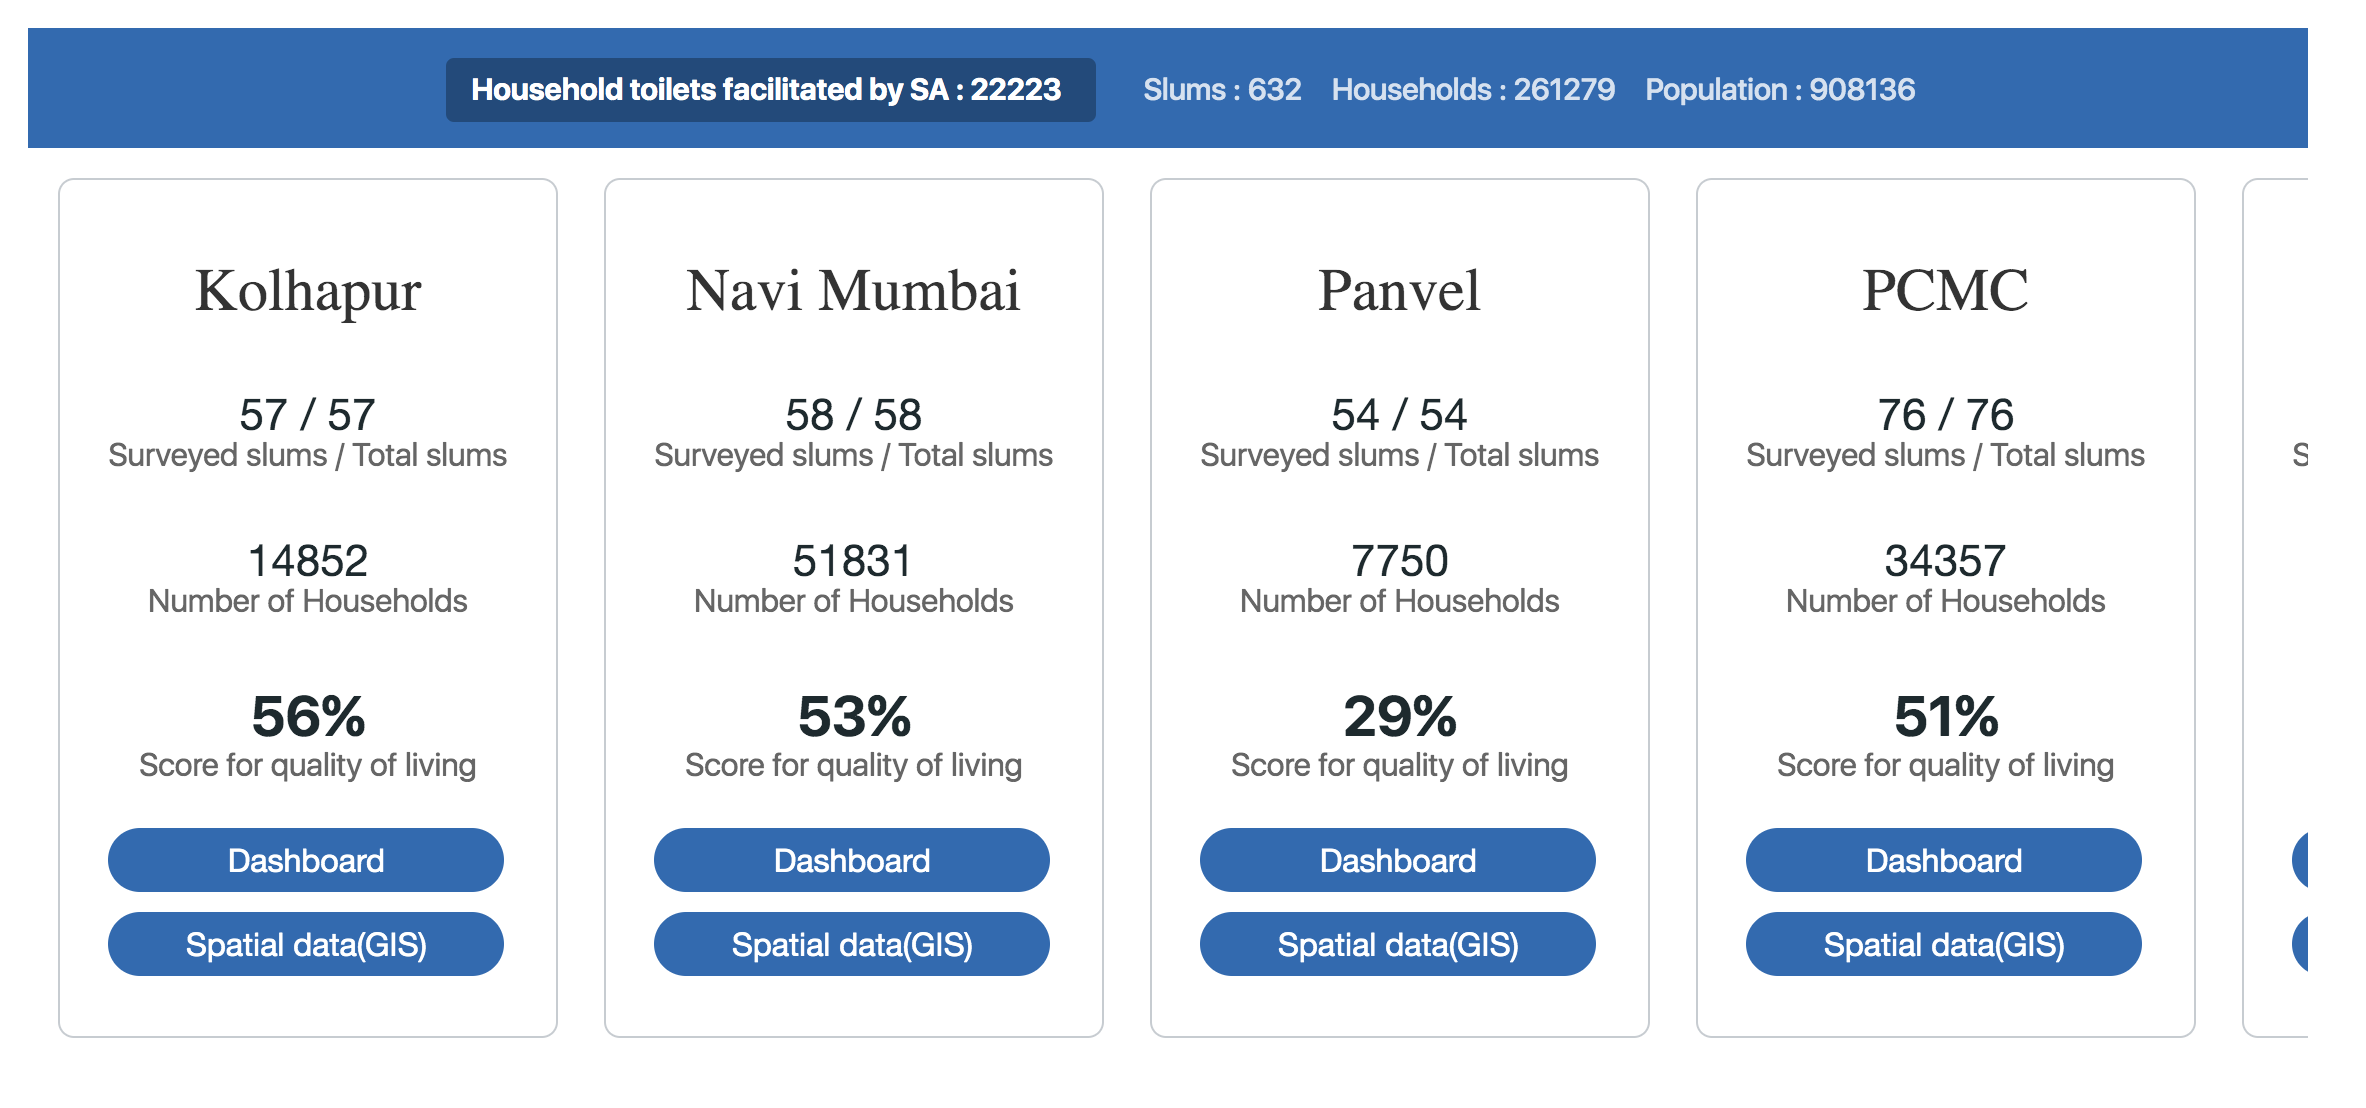 Household toilets facilitated by SA : 22223 Slums : 632 Households : 261279 Population : 908136
Kolhapur
57 / 57
Surveyed slums / Total slums
14852
Number of Households
56%
Score for quality of living
Dashboard
Spatial data(GIS)
Navi Mumbai
58 / 58
Surveyed slums / Total slums
51831
Number of Households
53%
Score for quality of living
Dashboard
Spatial data(GIS)
Panvel
54 / 54
Surveyed slums / Total slums
7750
Number of Households
29%
Score for quality of living
Dashboard
Spatial data(GIS)
PCMC
76 / 76
Surveyed slums / Total slums
34357
Number of Households
51%
Score for quality of living
Dashboard
Spatial data(GIS)
S